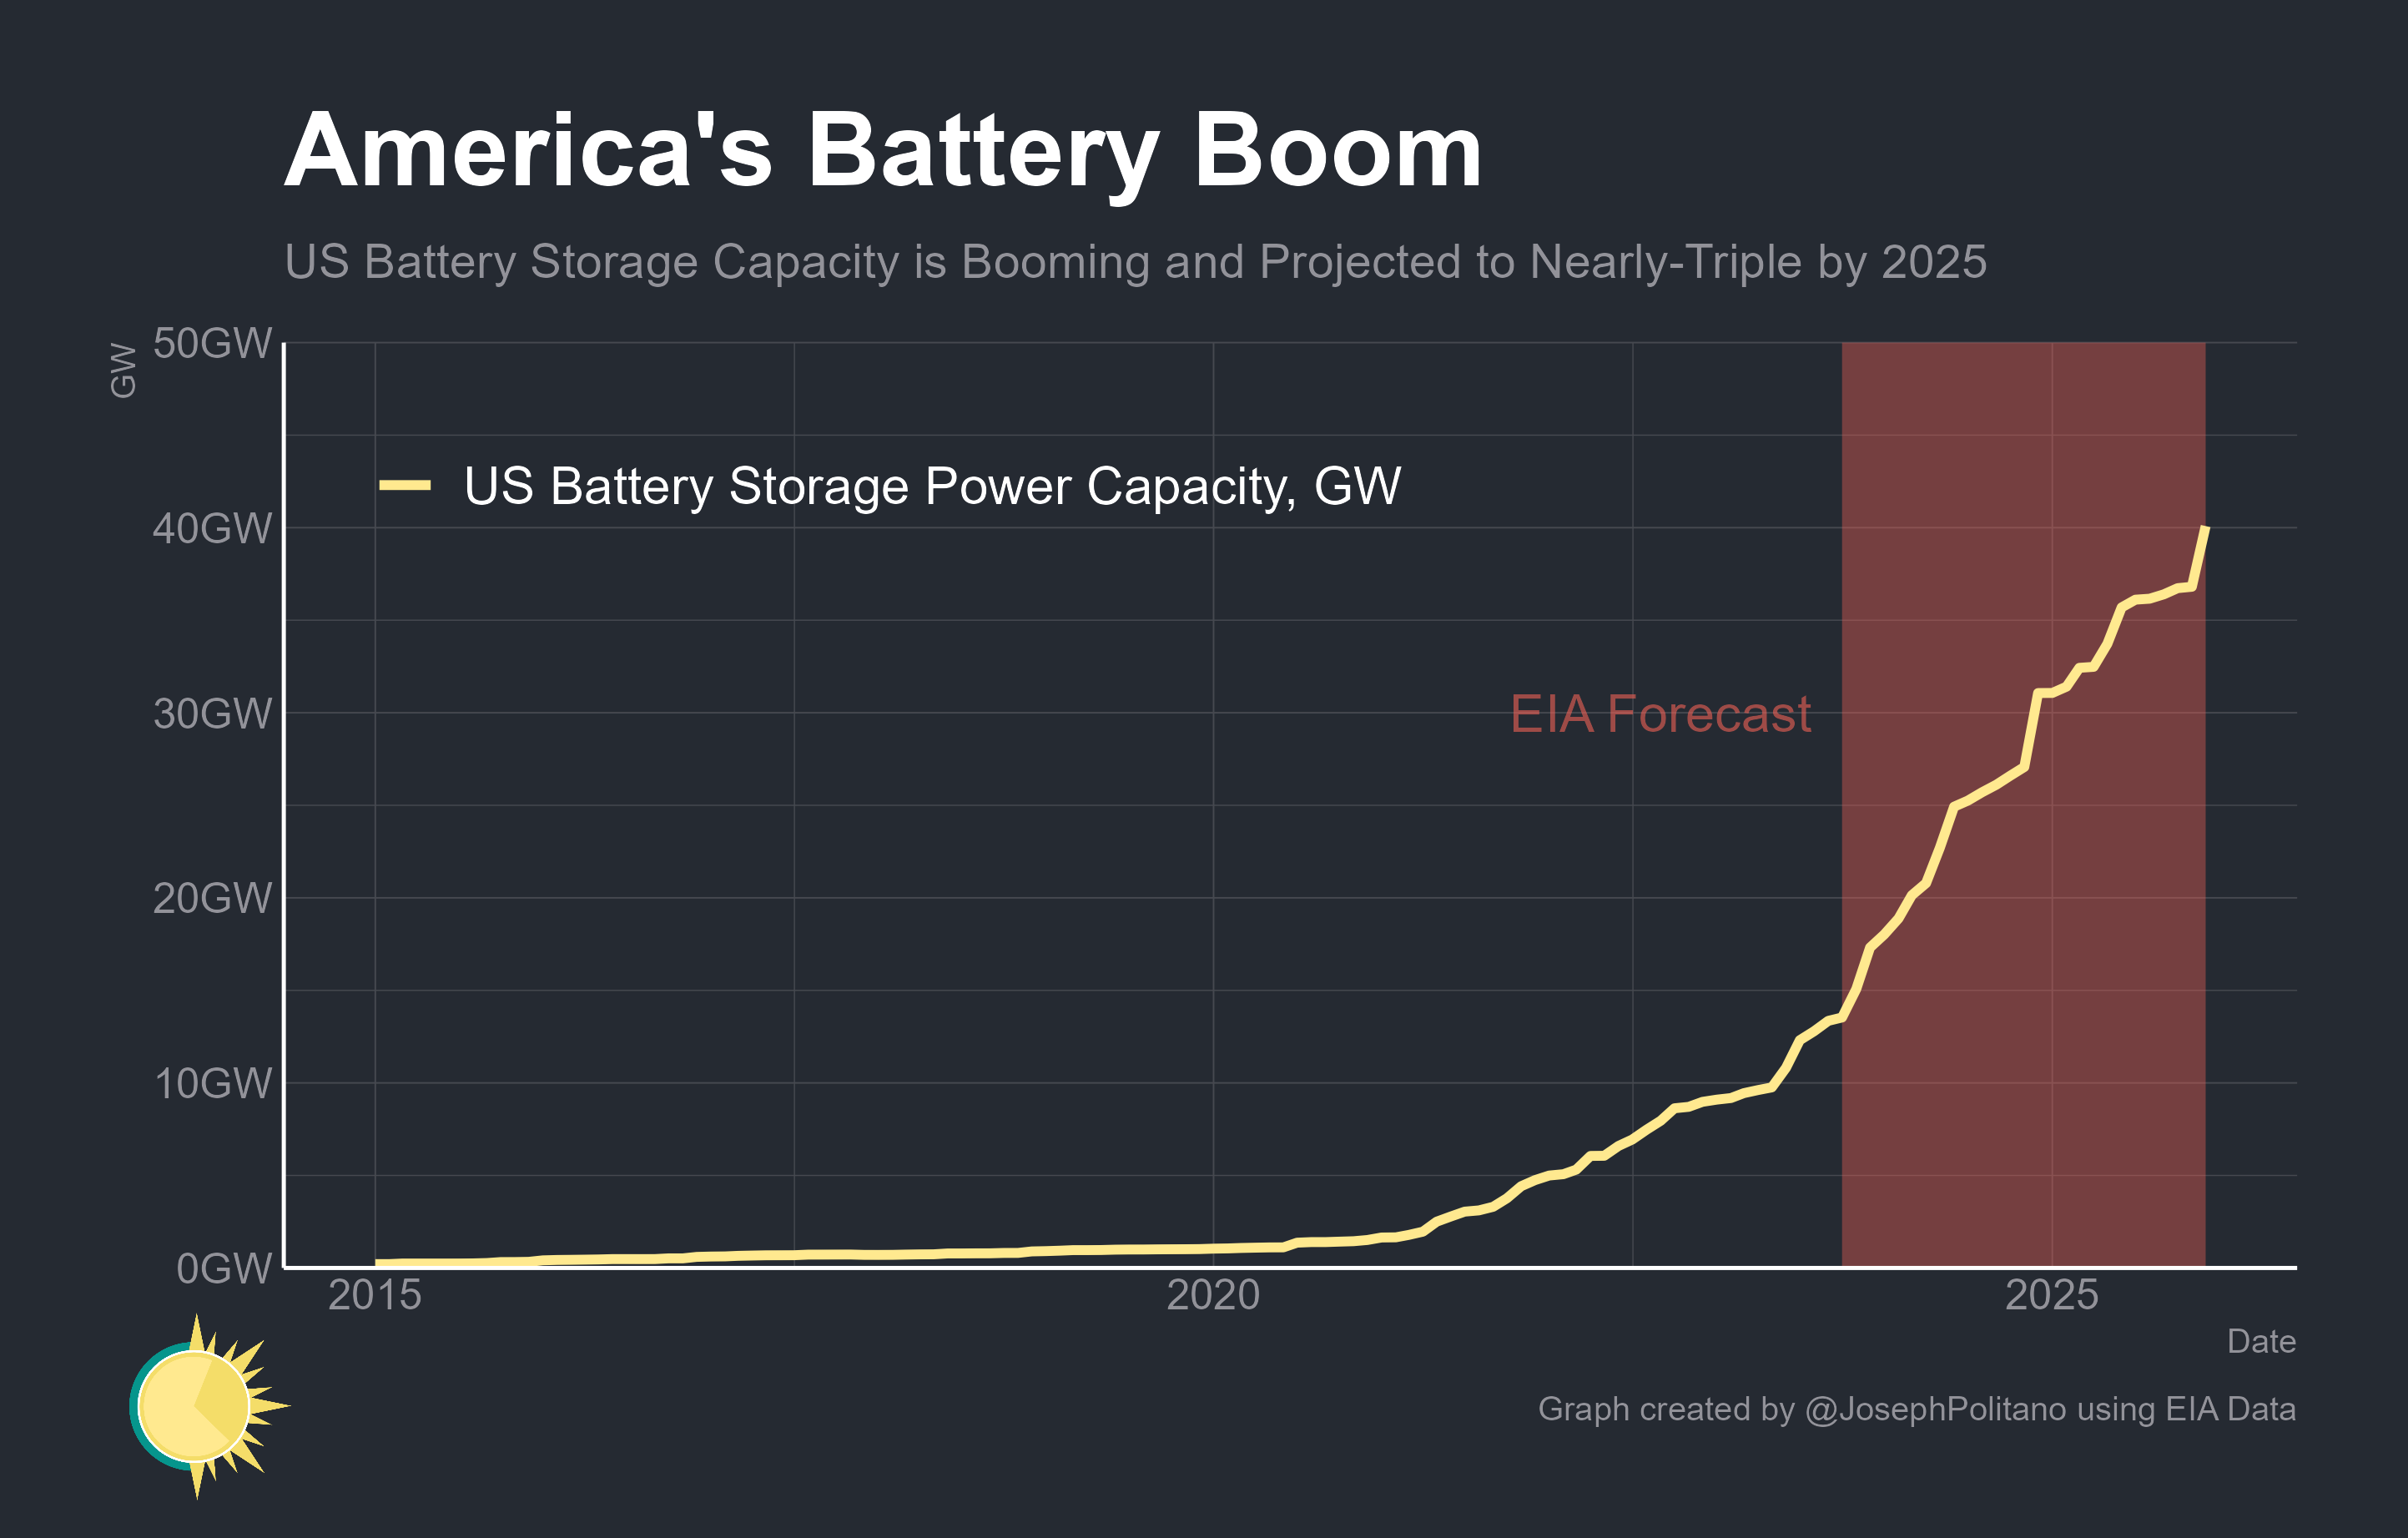 America's Battery Boom
US Battery Storage Capacity is Booming and Projected to Nearly-Triple by 2025
GW
50GW
US Battery Storage Power Capacity, GW
40GW
30GW
EIA Forecast
20GW
10GW
0GW
2015
2020
2025
Date
Graph created by @JosephPolitano using EIA Data